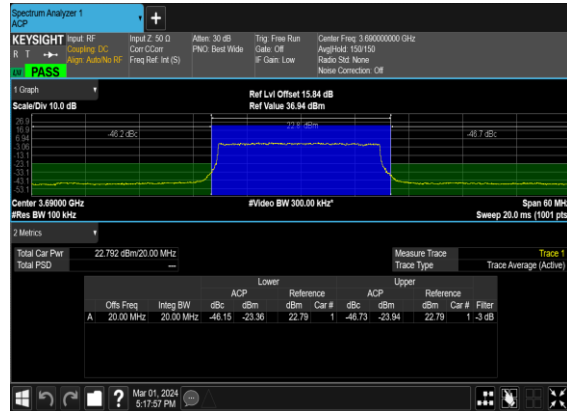 Spectrum Analyzer 1
ACP
KEYSIGHT Input: RF Input Z: 50 Ω Atten: 30 dB Trig: Free Run Center Freq: 3.690000000 GHz
R T Coupling: DC Corr CCorr PNO: Best Wide Gate: Off Avg|Hold: 150/150
Align: Auto/No RF Freq Ref: Int (S) IF Gain: Low Radio Std: None
LW PASS Noise Correction: Off
1 Graph
Ref Lvl Offset 15.84 dB
Scale/Div 10.0 dB Ref Value 36.94 dBm
26.9
16.9
6.94
-3.06
-13.1
-23.1
-33.1
-43.1
-53.1
-46.2 dBc 22.8 dBm -46.7 dBc
Center 3.69000 GHz #Video BW 300.00 kHz* Span 60 MHz
#Res BW 100 kHz Sweep 20.0 ms (1001 pts)
2 Metrics
Total Car Pwr 22.792 dBm/20.00 MHz Measure Trace Trace 1
Total PSD --- Trace Type Trace Average (Active)
Lower Upper
ACP Reference ACP Reference
Offs Freq Integ BW dBc dBm dBm Car # dBc dBm dBm Car # Filter
A 20.00 MHz 20.00 MHz -46.15 -23.36 22.79 1 -46.73 -23.94 22.79 1 -3 dB
Mar 01, 2024
5:17:57 PM